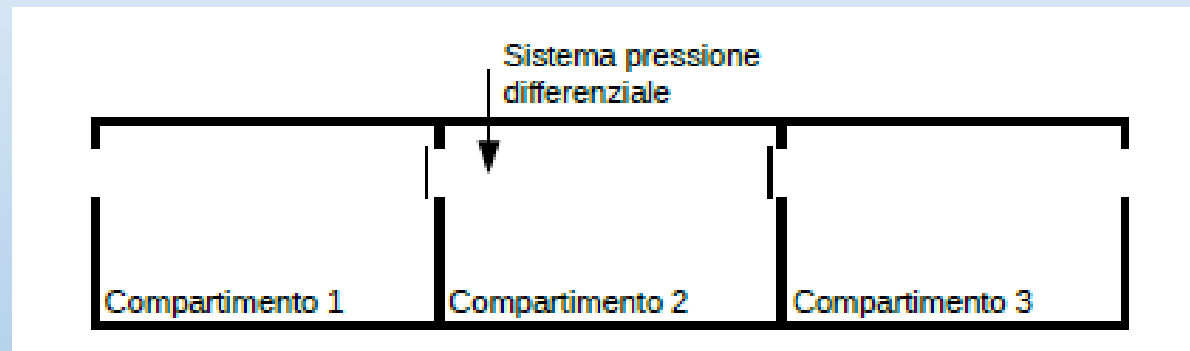 Sistema pressione
differenziale
Compartimento 1
Compartimento 2
Compartimento 3